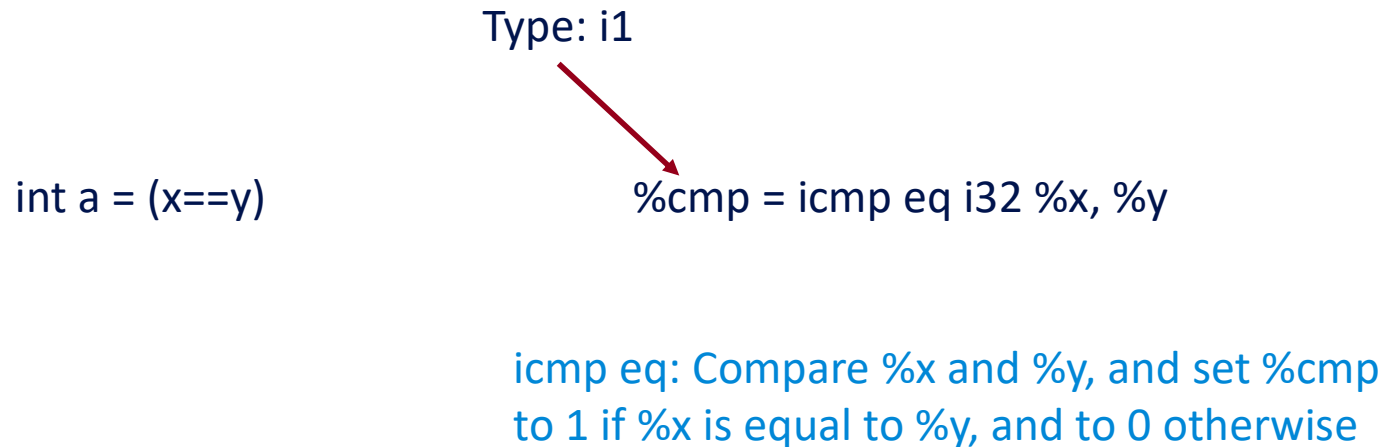 Type: i1
int a = (x==y)
%cmp = icmp eq i32 %x, %y
icmp eq: Compare %x and %y, and set %cmp
to 1 if %x is equal to %y, and to 0 otherwise